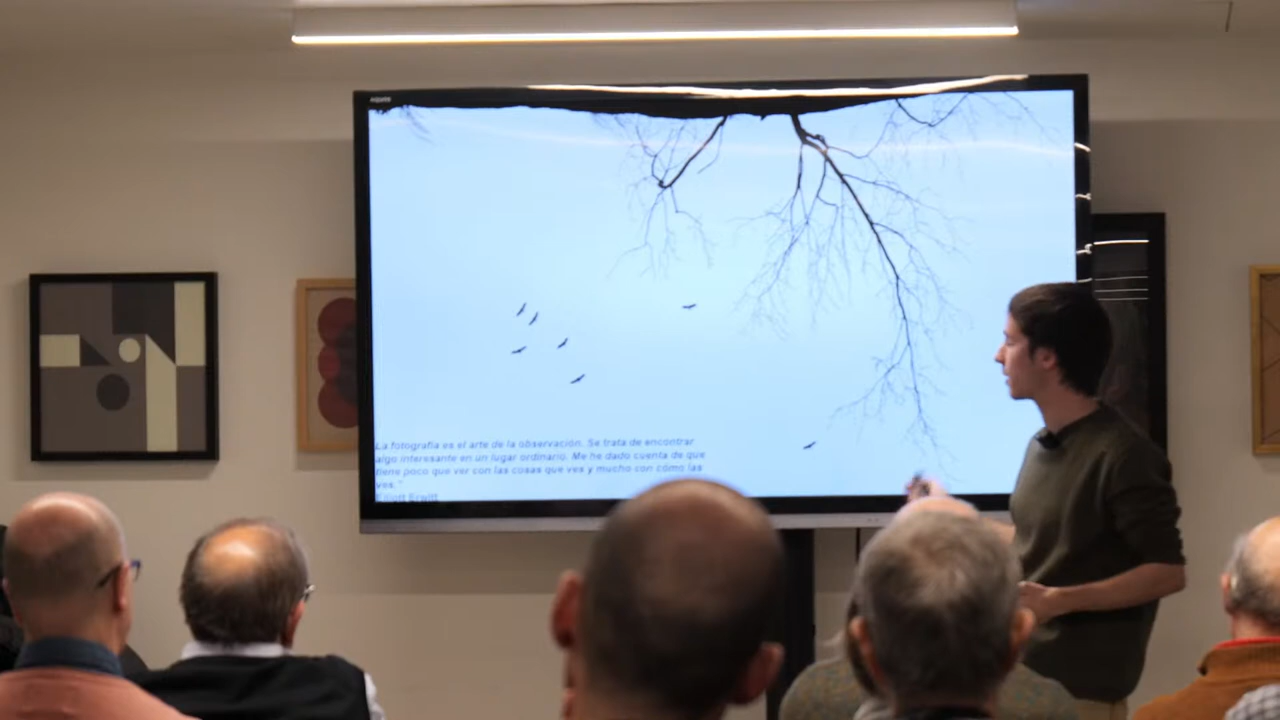 La fotografía es el arte de la observación. Se trata de encontrar
algo interesante en un lugar ordinario. Me he dado cuenta de que
tiene poco que ver con las cosas que ves y mucho con cómo las
ves."
Elliott Erwitt